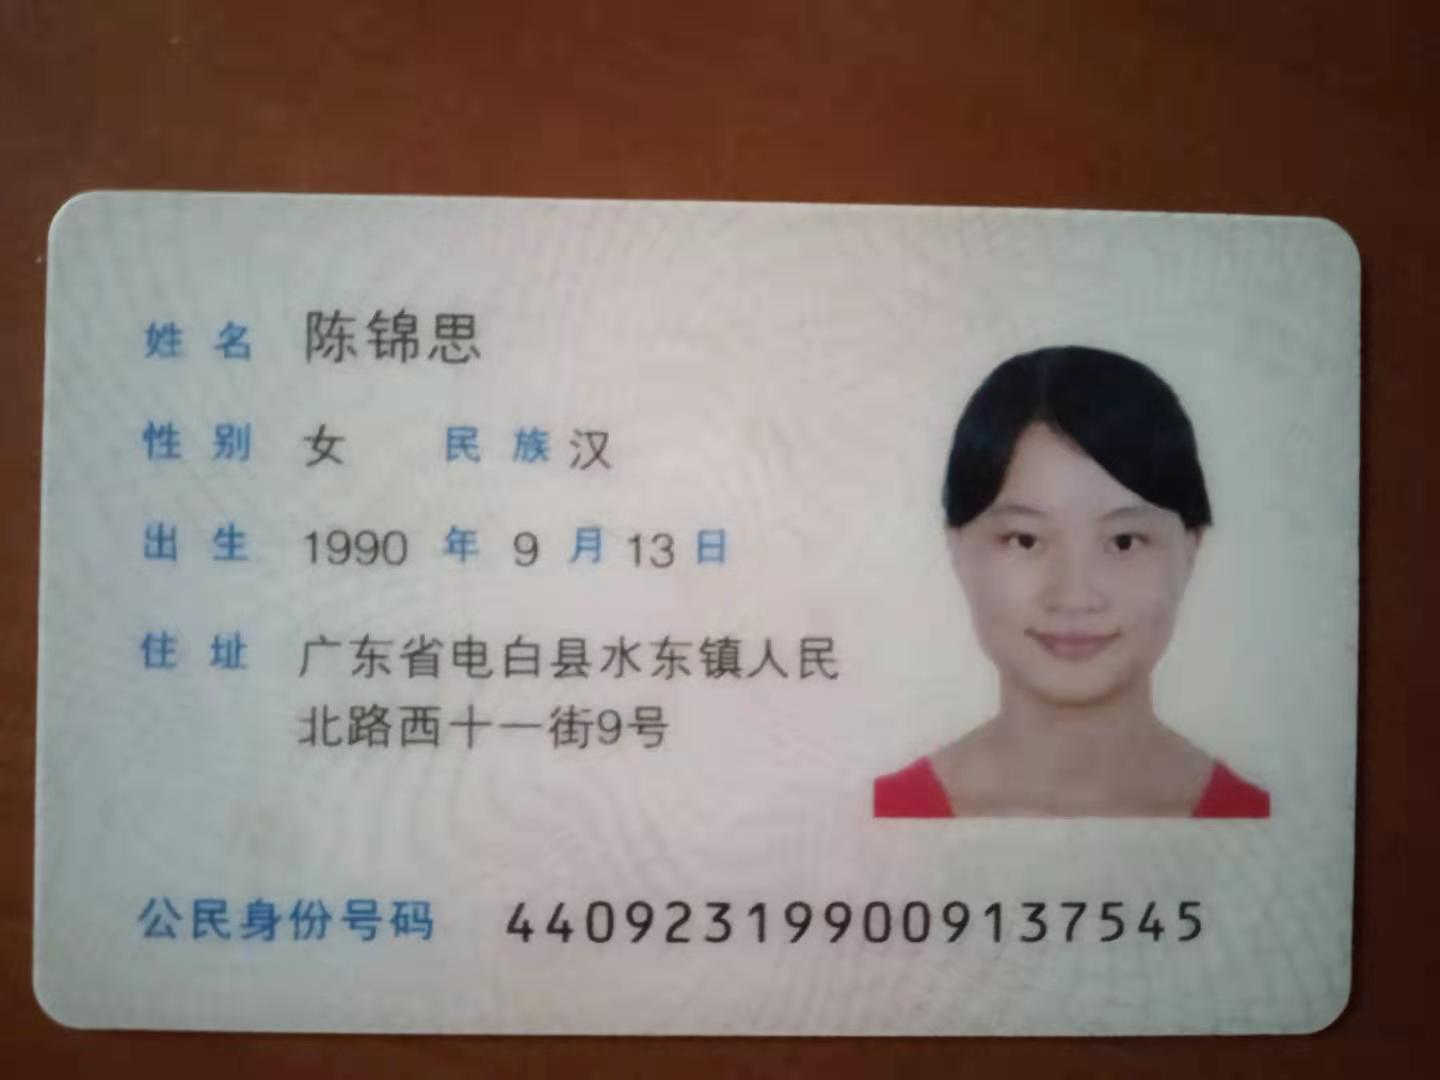 姓名 陈锦思
性别 女 民族 汉
出生 1990 年 9 月 13 日
住址 广东省电白县水东镇人民
北路西十一街9号
公民身份号码 440923199009137545